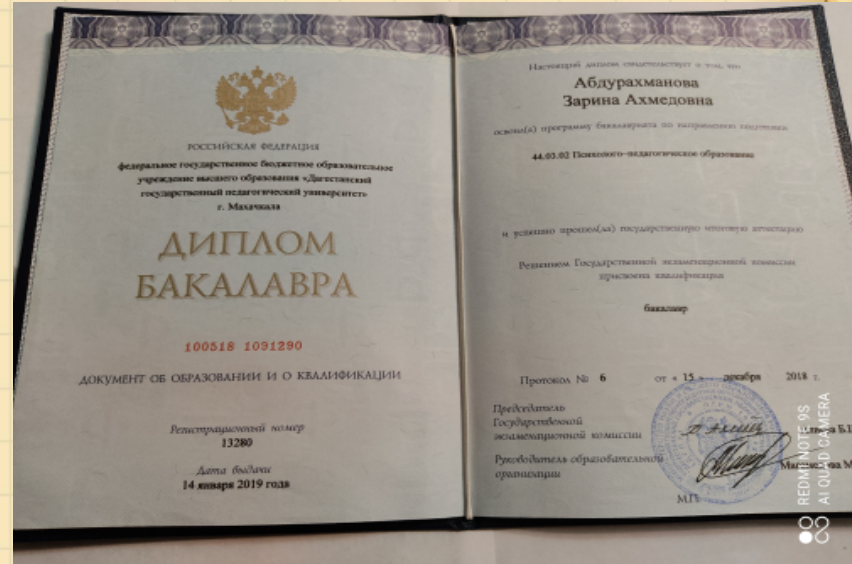 РОССИЙСКАЯ ФЕДЕРАЦИЯ
федеральное государственное бюджетное образовательное
учреждение высшего образования «Дагестанский
государственный педагогический университет»
г. Махачкала
ДИПЛОМ
БАКАЛАВРА
100518 1031290
ДОКУМЕНТ ОБ ОБРАЗОВАНИИ И О КВАЛИФИКАЦИИ
Регистрационный номер
13280
Дата выдачи
14 января 2019 года
Настоящий диплом свидетельствует о том, что
Абдурахманова
Зарина Ахмедовна
освоил(а) программу бакалавриата по направлению подготовки
44.03.02 Психолого-педагогическое образование
и успешно прошел(ла) государственную итоговую аттестацию
Решением Государственной экзаменационной комиссии
присвоена квалификация
бакалавр
Протокол № 6 от « 15 » декабря 2018 г.
Председатель
Государственной
экзаменационной комиссии
Руководитель образовательной
организации
М.П.
REDMI NOTE 9S
AI QUAD CAMERA